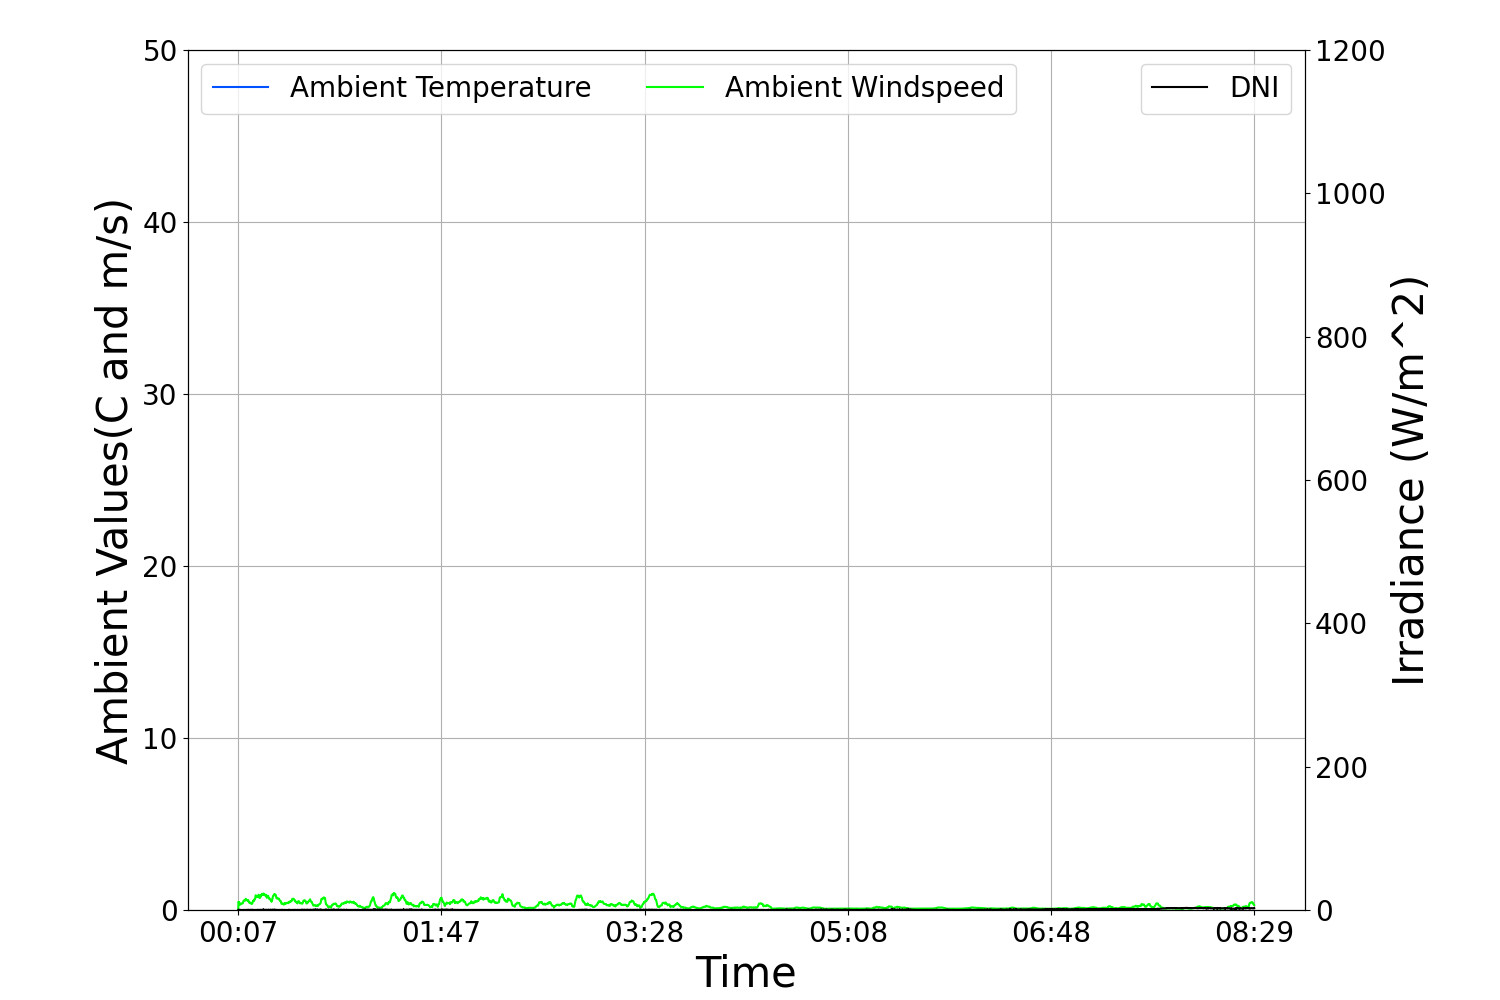 Ambient Temperature
Ambient Windspeed
DNI
50
40
30
20
10
0
Ambient Values(C and m/s)
1200
1000
800
600
400
200
0
Irradiance (W/m^2)
00:07 01:47 03:28 05:08 06:48 08:29
Time